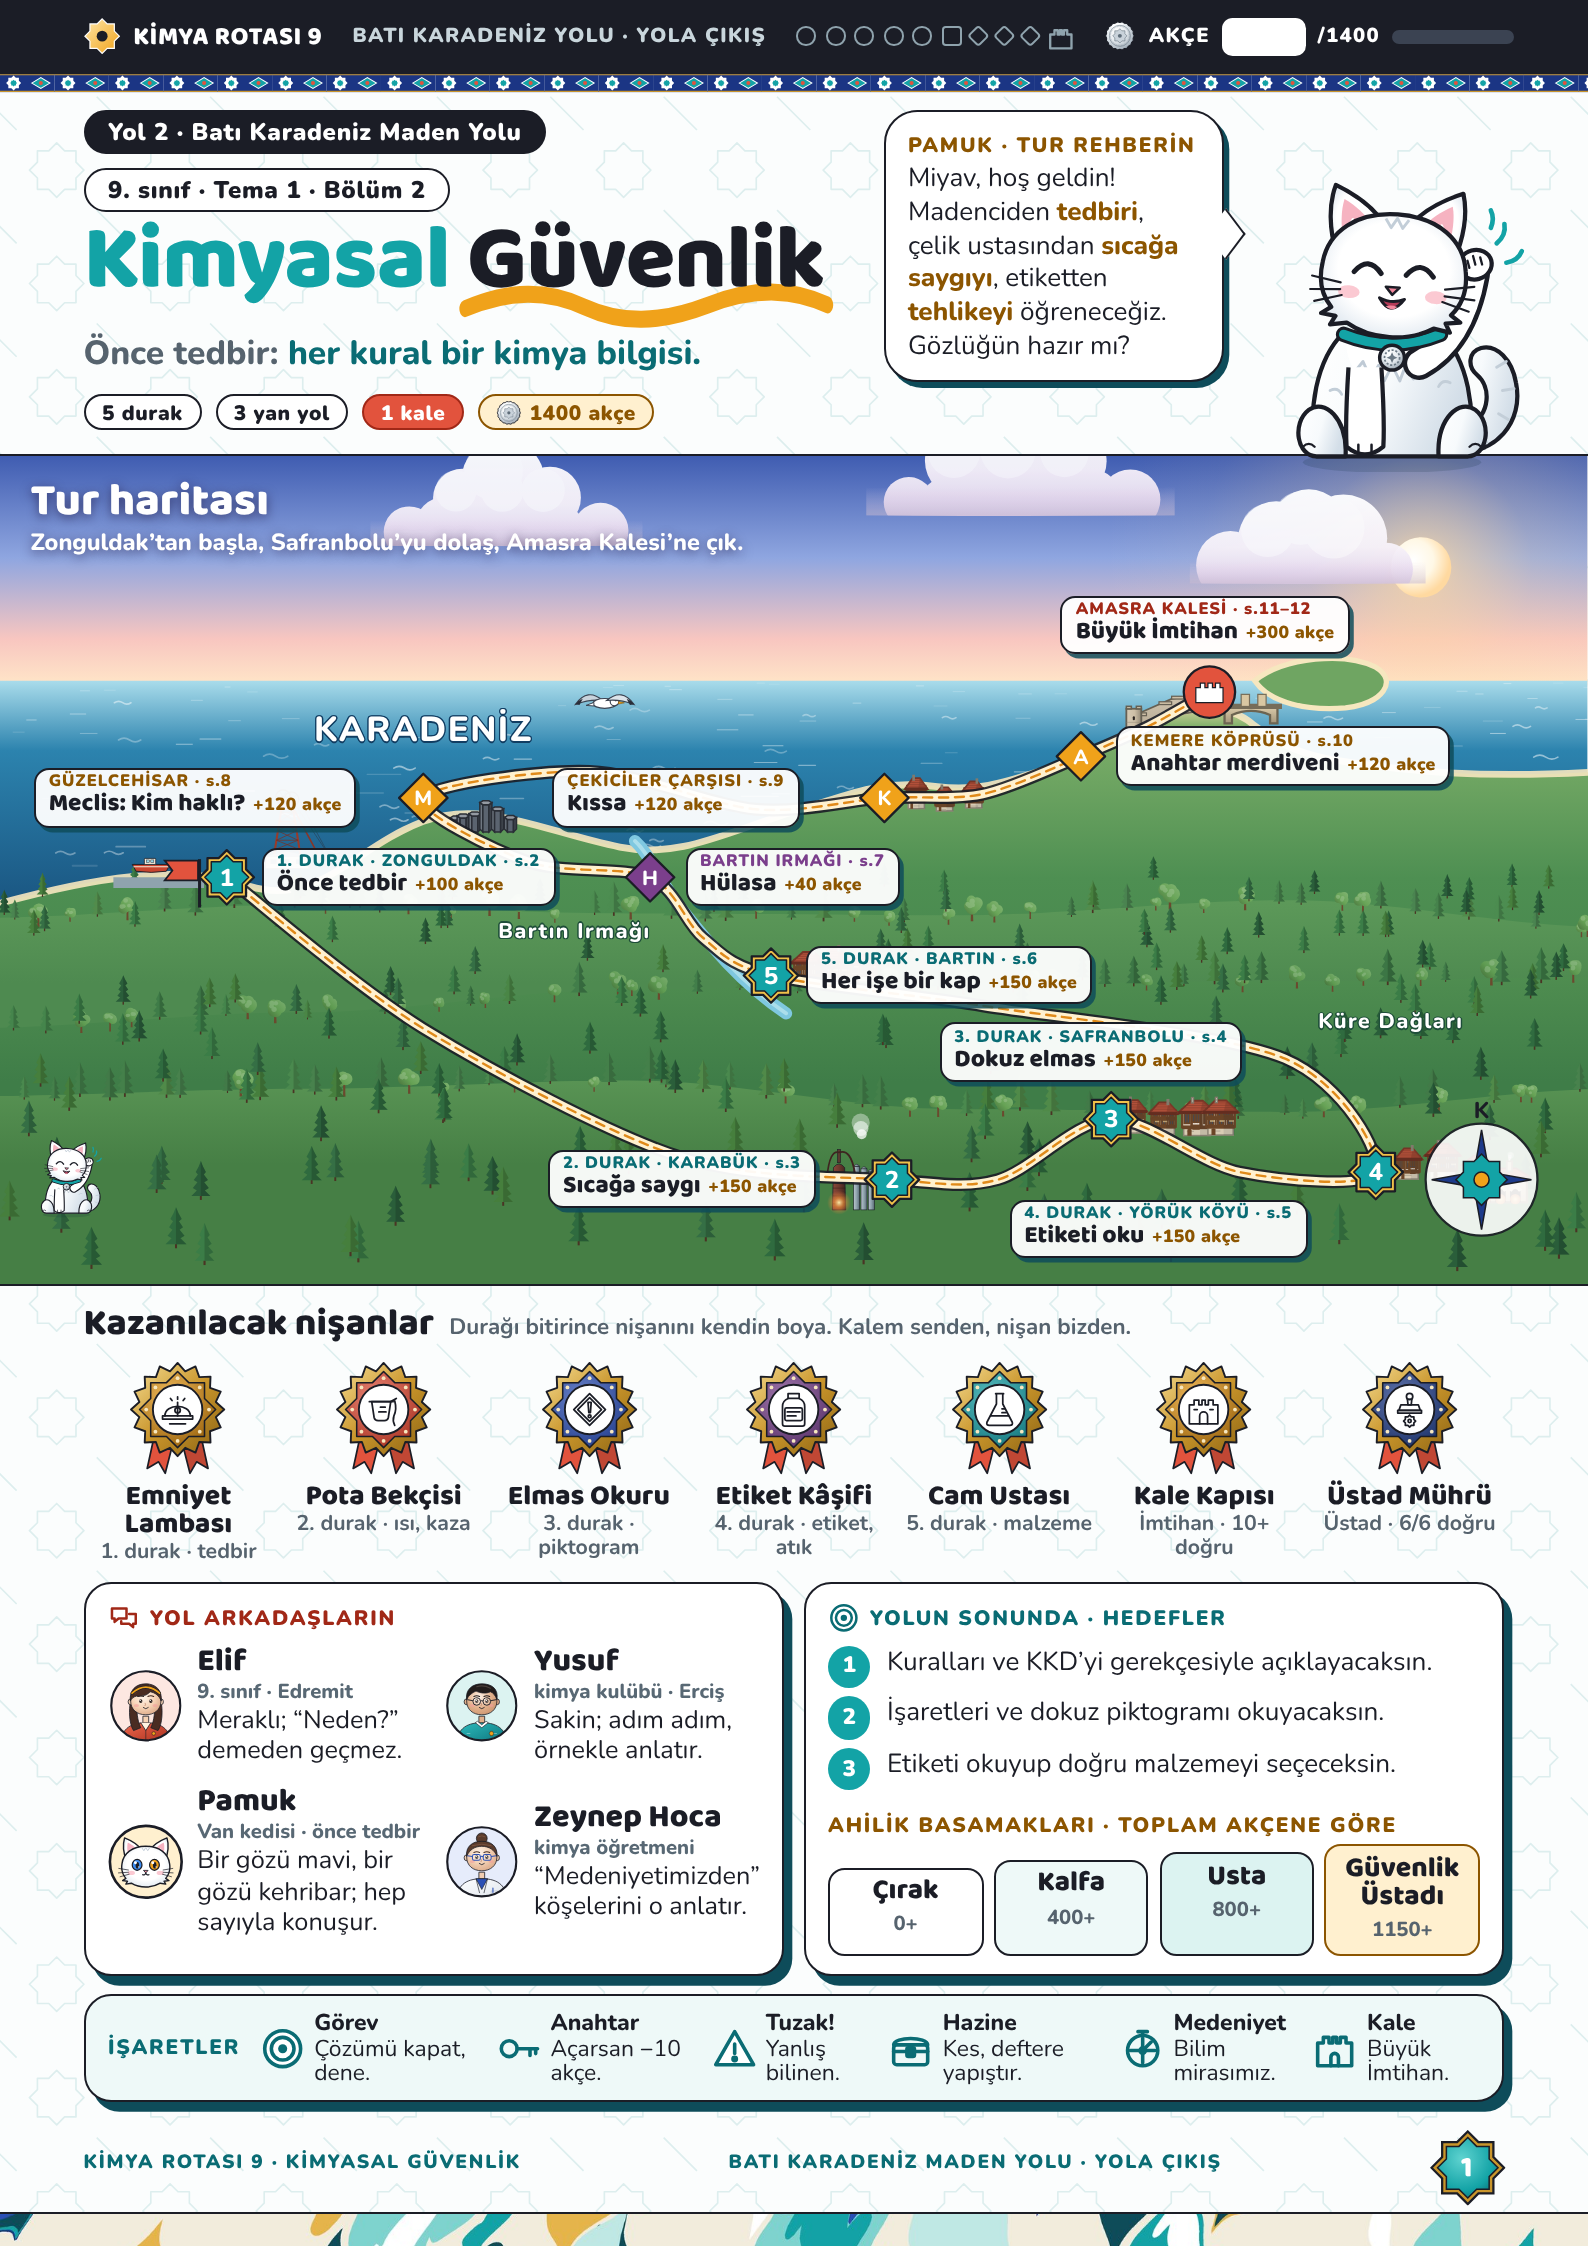 KİMYA ROTASI 9
BATI KARADENİZ YOLU · YOLA ÇIKIŞ
AKÇE
/1400
Yol 2 · Batı Karadeniz Maden Yolu
9. sınıf · Tema 1 · Bölüm 2
Kimyasal Güvenlik
Önce tedbir: her kural bir kimya bilgisi.
5 durak
3 yan yol
1 kale
1400 akçe
PAMUK · TUR REHBERİN
Miyav, hoş geldin!
Madenciden tedbiri,
çelik ustasından sıcağa
saygıyı, etiketten
tehlikeyi öğreneceğiz.
Gözlüğün hazır mı?
Tur haritası
Zonguldak’tan başla, Safranbolu’yu dolaş, Amasra Kalesi’ne çık.
AMASRA KALESİ · s.11–12
Büyük İmtihan +300 akçe
KARADENİZ
KEMERE KÖPRÜSÜ · s.10
Anahtar merdiveni +120 akçe
A
GÜZELCEHİSAR · s.8
Meclis: Kim haklı? +120 akçe
M
ÇEKİCİLER ÇARŞISI · s.9
Kıssa +120 akçe
K
1
1. DURAK · ZONGULDAK · s.2
Önce tedbir +100 akçe
H
BARTIN IRMAĞI · s.7
Hülasa +40 akçe
Bartın Irmağı
5
5. DURAK · BARTIN · s.6
Her işe bir kap +150 akçe
Küre Dağları
3. DURAK · SAFRANBOLU · s.4
Dokuz elmas +150 akçe
3
K
2. DURAK · KARABÜK · s.3
Sıcağa saygı +150 akçe
2
4
4. DURAK · YÖRÜK KÖYÜ · s.5
Etiketi oku +150 akçe
Kazanılacak nişanlar
Durağı bitirince nişanını kendin boya. Kalem senden, nişan bizden.
Emniyet
Lambası
1. durak · tedbir
Pota Bekçisi
2. durak · ısı, kaza
Elmas Okuru
3. durak ·
piktogram
Etiket Kâşifi
4. durak · etiket,
atık
Cam Ustası
5. durak · malzeme
Kale Kapısı
İmtihan · 10+
doğru
Üstad Mührü
Üstad · 6/6 doğru
YOL ARKADAŞLARIN
Elif
9. sınıf · Edremit
Meraklı; “Neden?”
demeden geçmez.
Yusuf
kimya kulübü · Erciş
Sakin; adım adım,
örnekle anlatır.
Pamuk
Van kedisi · önce tedbir
Bir gözü mavi, bir
gözü kehribar; hep
sayıyla konuşur.
Zeynep Hoca
kimya öğretmeni
“Medeniyetimizden”
köşelerini o anlatır.
YOLUN SONUNDA · HEDEFLER
1 Kuralları ve KKD’yi gerekçesiyle açıklayacaksın.
2 İşaretleri ve dokuz piktogramı okuyacaksın.
3 Etiketi okuyup doğru malzemeyi seçeceksin.
AHİLİK BASAMAKLARI · TOPLAM AKÇENE GÖRE
Çırak
0+
Kalfa
400+
Usta
800+
Güvenlik
Üstadı
1150+
İŞARETLER
Görev
Çözümü kapat,
dene.
Anahtar
Açarsan −10
akçe.
Tuzak!
Yanlış
bilinen.
Hazine
Kes, deftere
yapıştır.
Medeniyet
Bilim
mirasımız.
Kale
Büyük
İmtihan.
KİMYA ROTASI 9 · KİMYASAL GÜVENLİK
BATI KARADENİZ MADEN YOLU · YOLA ÇIKIŞ
1